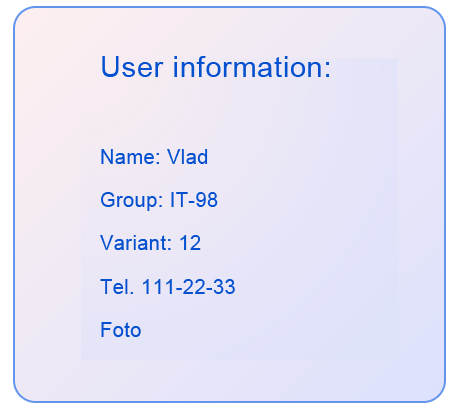 User information:
Name: Vlad
Group: IT-98
Variant: 12
Tel. 111-22-33
Foto